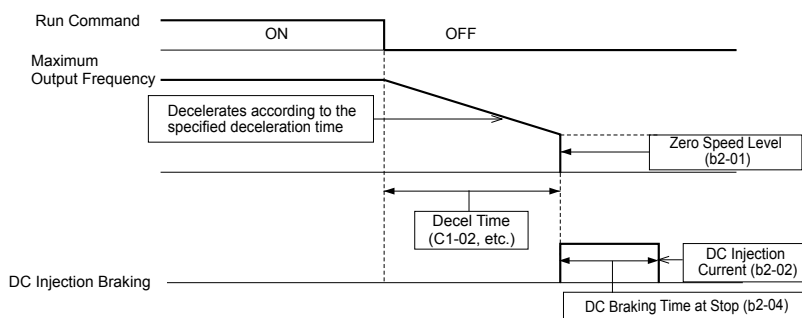 Run Command
ON
OFF
Maximum
Output Frequency
Decelerates according to the
specified deceleration time
Zero Speed Level
(b2-01)
Decel Time
(C1-02, etc.)
DC Injection
Current (b2-02)
DC Injection Braking
DC Braking Time at Stop (b2-04)